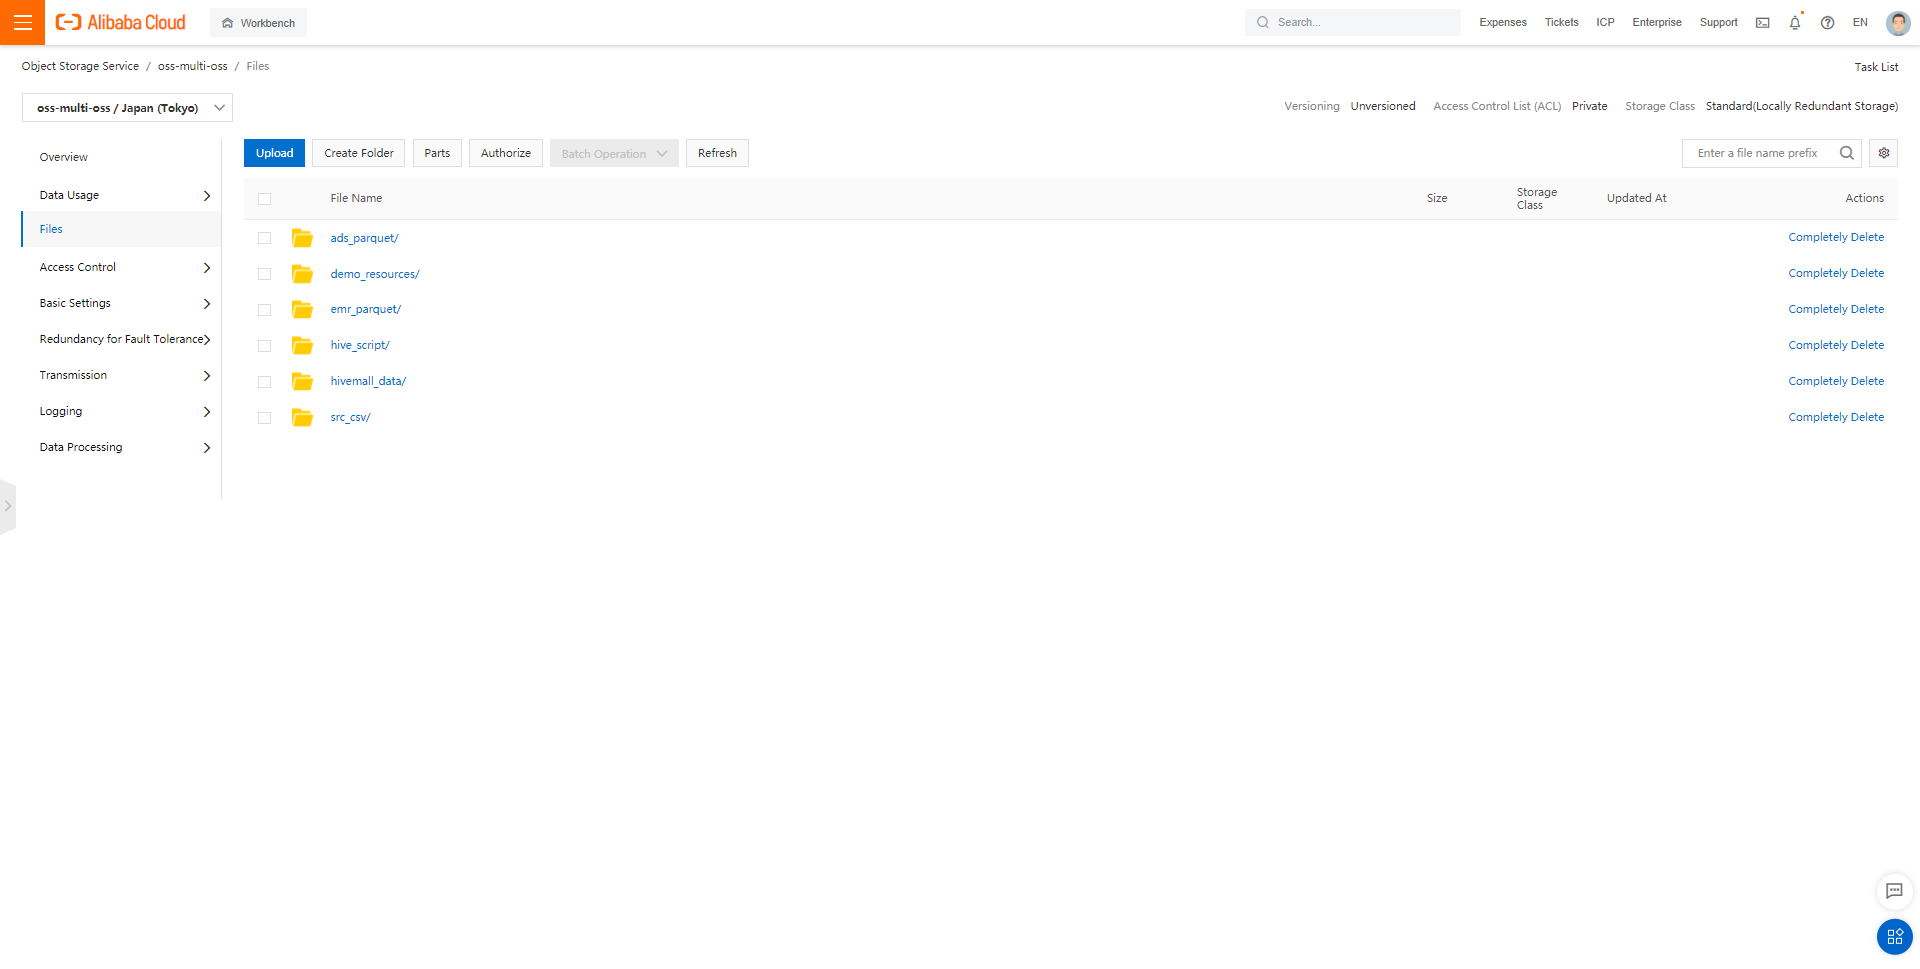 Alibaba Cloud Workbench Search... Expenses Tickets ICP Enterprise Support EN
Object Storage Service / oss-multi-oss / Files Task List
oss-multi-oss / Japan (Tokyo) Versioning Unversioned Access Control List (ACL) Private Storage Class Standard(Locally Redundant Storage)
Overview
Data Usage
Files
Access Control
Basic Settings
Redundancy for Fault Tolerance
Transmission
Logging
Data Processing
Upload Create Folder Parts Authorize Batch Operation Refresh Enter a file name prefix
File Name Size Storage Class Updated At Actions
ads_parquet/ Completely Delete
demo_resources/ Completely Delete
emr_parquet/ Completely Delete
hive_script/ Completely Delete
hivemall_data/ Completely Delete
src_csv/ Completely Delete